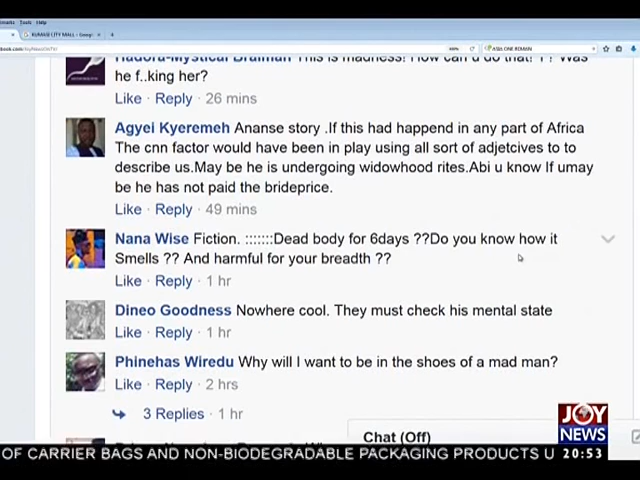 Tools Help
KUMASI CITY MALL
Mystical Braiman This is madness! How can u do that? ? Was
he f..king her?
Like · Reply · 26 mins
Agyei Kyeremeh Ananse story .If this had happend in any part of Africa
The cnn factor would have been in play using all sort of adjetcives to to
describe us.May be he is undergoing widowhood rites.Abi u know If umay
be he has not paid the brideprice.
Like · Reply · 49 mins
Nana Wise Fiction. :::::::Dead body for 6days ??Do you know how it
Smells ?? And harmful for your breadth ??
Like · Reply · 1 hr
Dineo Goodness Nowhere cool. They must check his mental state
Like · Reply · 1 hr
Phinehas Wiredu Why will I want to be in the shoes of a mad man?
Like · Reply · 2 hrs
3 Replies · 1 hr
Chat (Off)
JOY
NEWS
OF CARRIER BAGS AND NON-BIODEGRADABLE PACKAGING PRODUCTS U 20:53